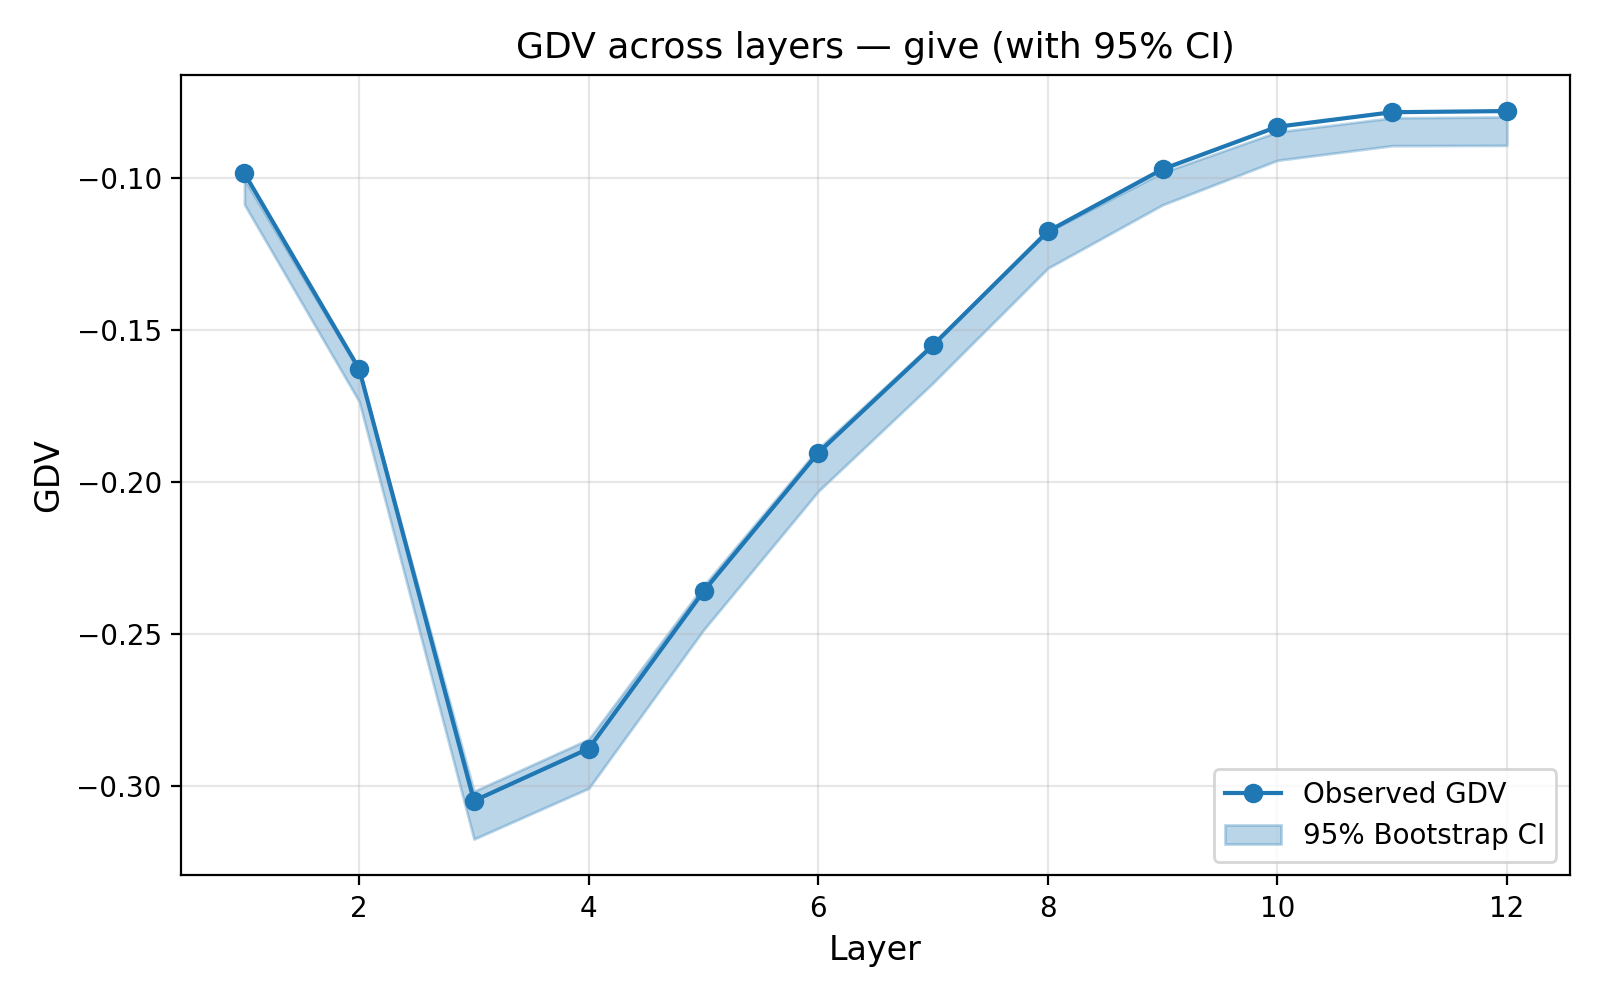 GDV across layers — give (with 95% CI)
GDV
−0.10
−0.15
−0.20
−0.25
−0.30
Observed GDV
95% Bootstrap CI
2 4 6 8 10 12
Layer